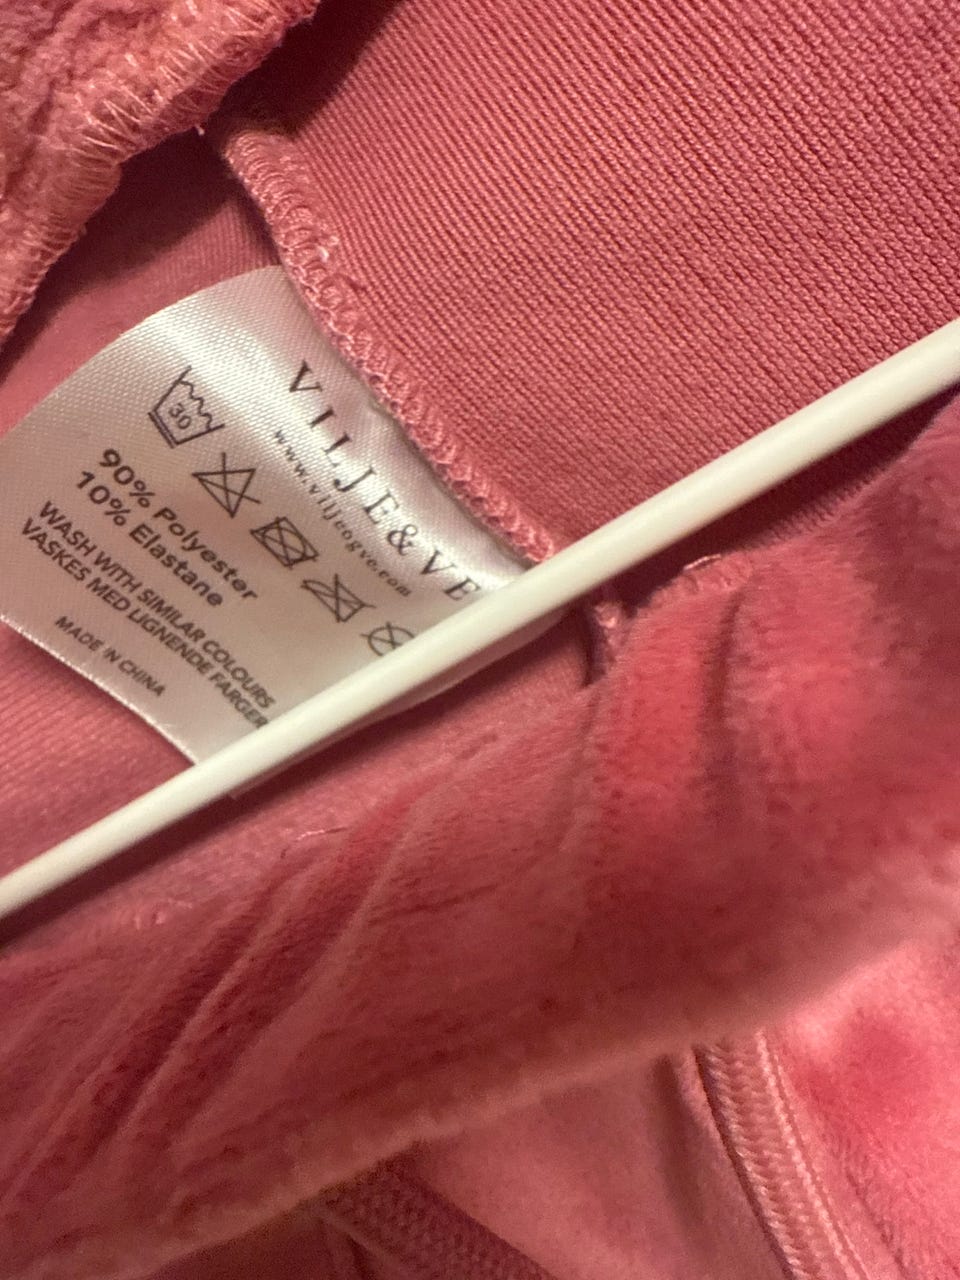 VILJE&VE
www.viljeogve.com
30
90% Polyester
10% Elastane
WASH WITH SIMILAR COLOURS
VASKES MED LIGNENDE FARGER
MADE IN CHINA